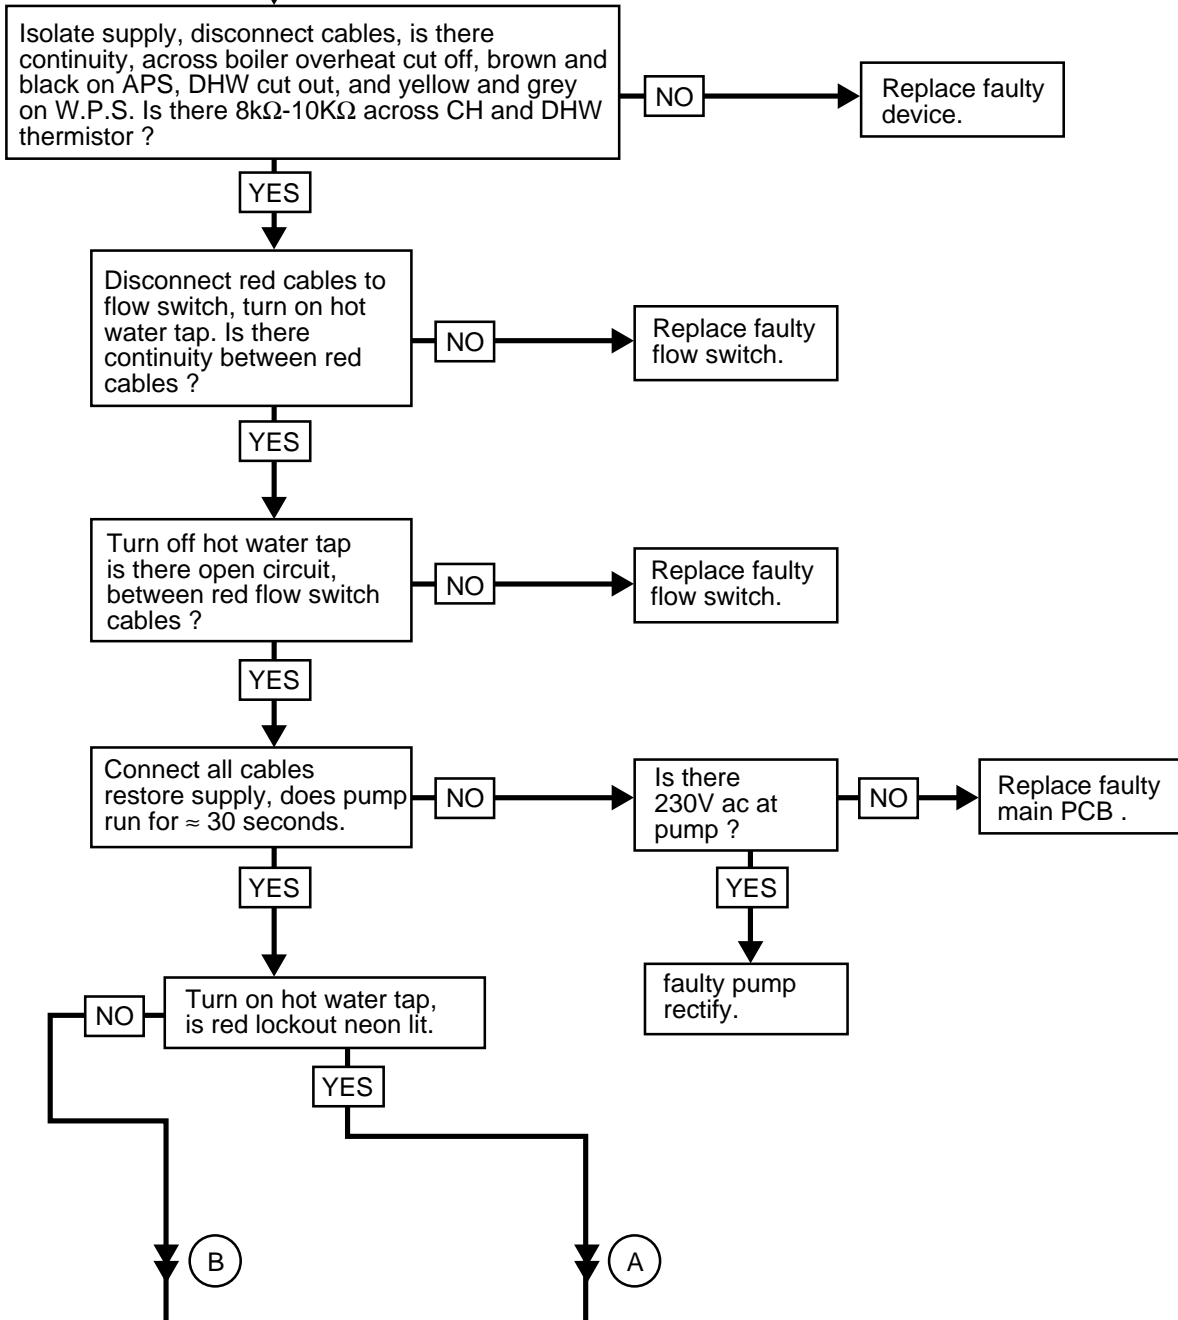 Isolate supply, disconnect cables, is there
continuity, across boiler overheat cut off, brown and
black on APS, DHW cut out, and yellow and grey
on W.P.S. Is there 8kΩ-10KΩ across CH and DHW
thermistor ?
NO
Replace faulty
device.
YES
Disconnect red cables to
flow switch, turn on hot
water tap. Is there
continuity between red
cables ?
NO
Replace faulty
flow switch.
YES
Turn off hot water tap
is there open circuit,
between red flow switch
cables ?
NO
Replace faulty
flow switch.
YES
Connect all cables
restore supply, does pump
run for ≈ 30 seconds.
NO
Is there
230V ac at
pump ?
NO
Replace faulty
main PCB .
YES
YES
faulty pump
rectify.
NO
Turn on hot water tap,
is red lockout neon lit.
YES
B
A